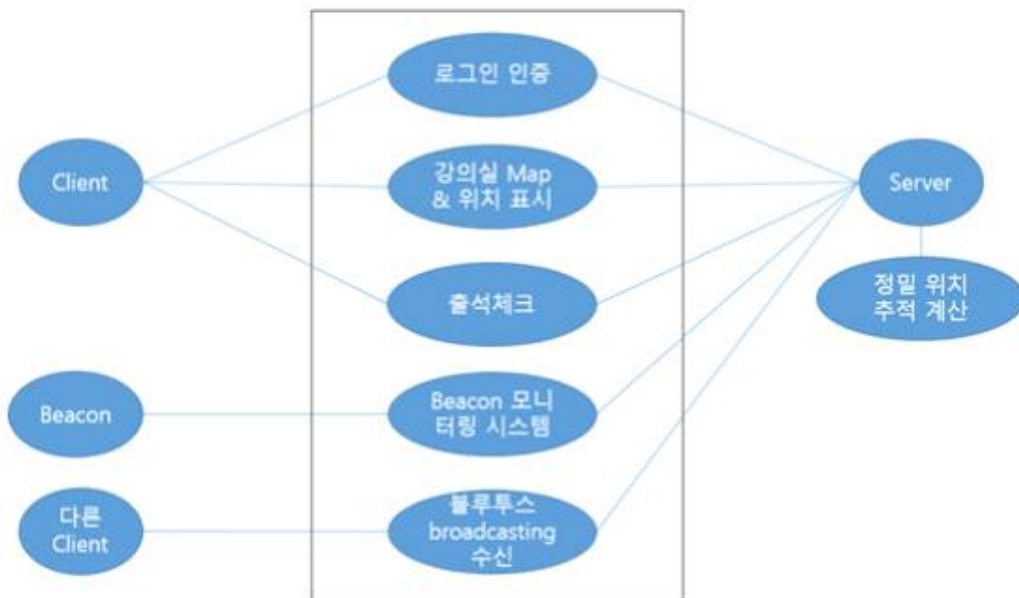 로그인 인증
Client
강의실 Map
& 위치 표시
Server
출석체크
정밀 위치
추적 계산
Beacon
Beacon 모니
터링 시스템
다른
Client
블루투스
broadcasting
수신